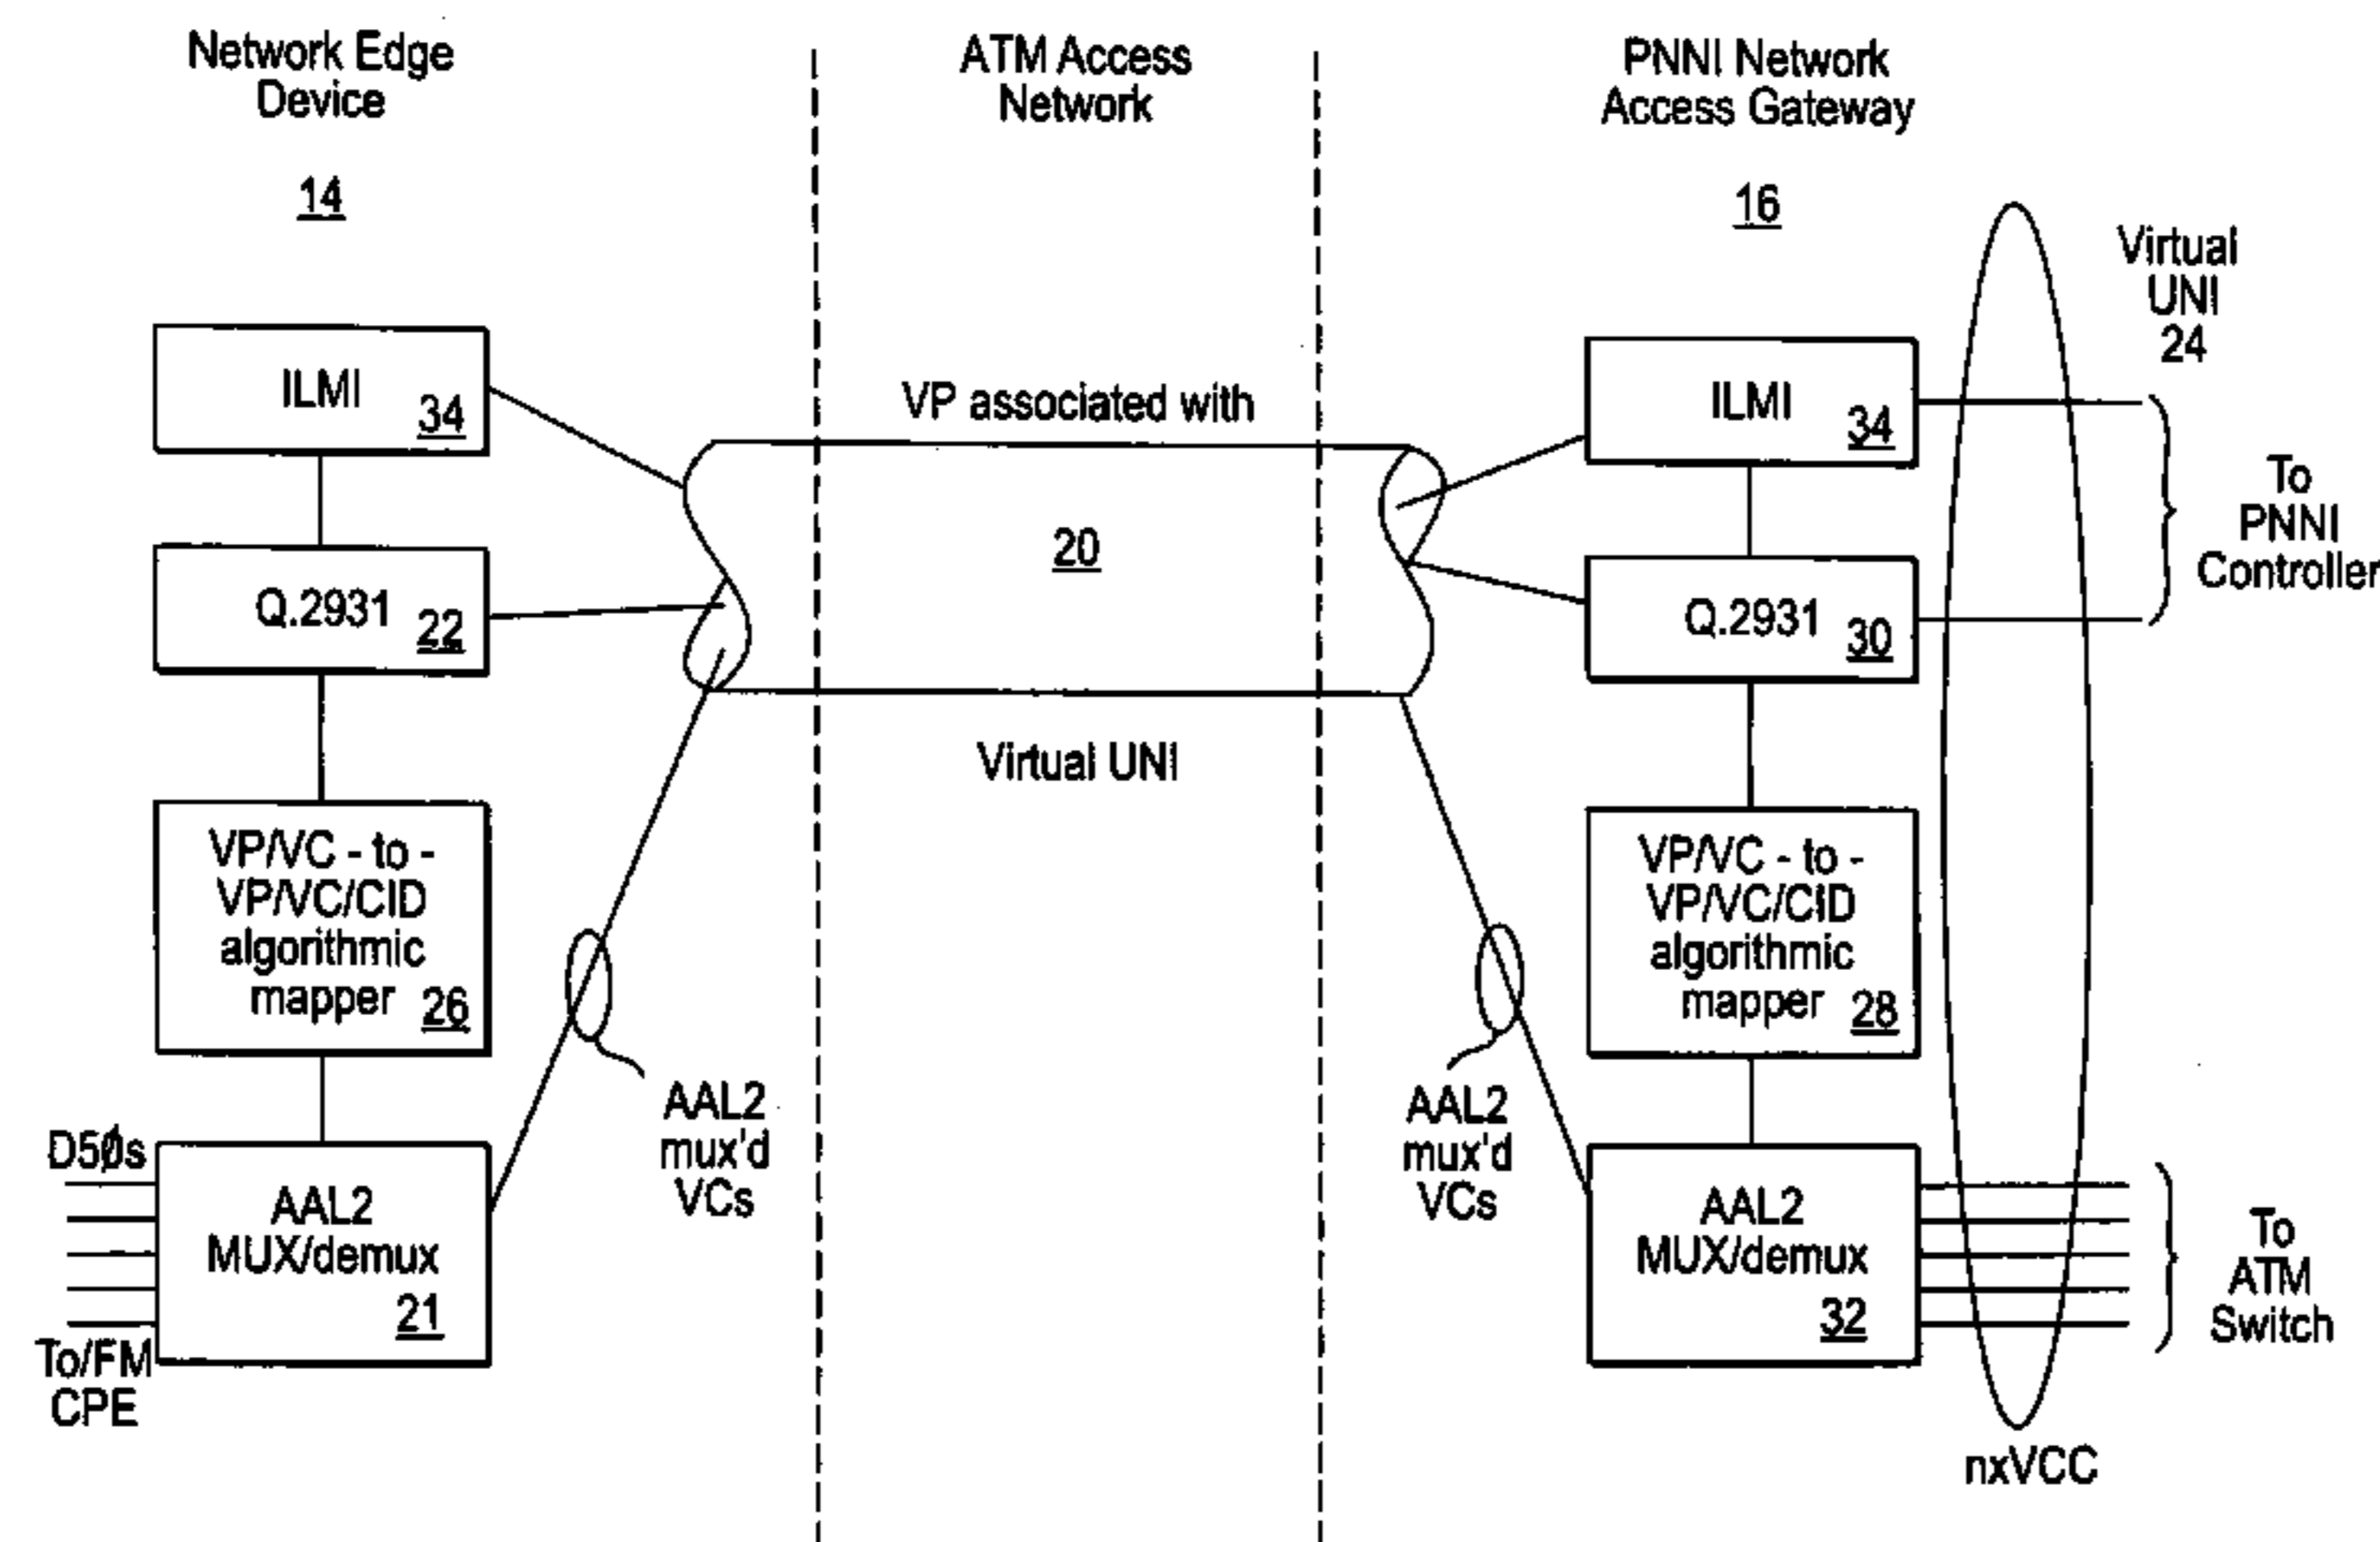 Network Edge
Device
14
ATM Access
Network
PNNI Network
Access Gateway
16
Virtual
UNI
24
ILMI
34
VP associated with
20
Virtual UNI
ILMI
34
To
PNNI
Controller
Q.2931
22
Q.2931
30
VP/VC - to -
VP/VC/CID
algorithmic
mapper
26
VP/VC - to -
VP/VC/CID
algorithmic
mapper
28
AAL2
mux'd
VCs
AAL2
mux'd
VCs
D5Øs
AAL2
MUX/demux
21
To/FM
CPE
AAL2
MUX/demux
32
To
ATM
Switch
nxVCC